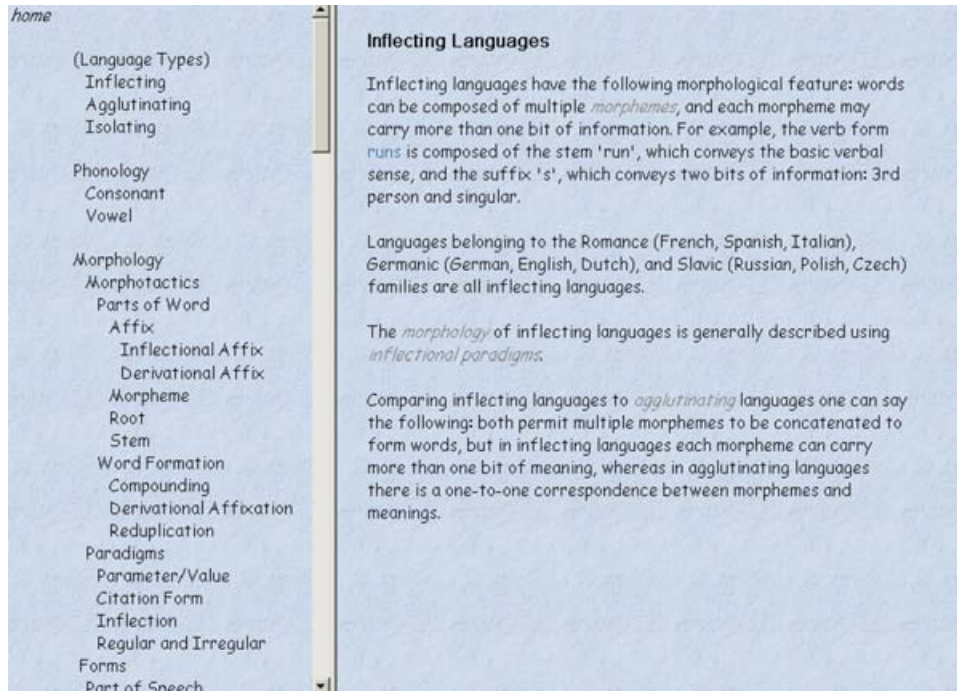 home
(Language Types)
Inflecting
Agglutinating
Isolating
Phonology
Consonant
Vowel
Morphology
Morphotactics
Parts of Word
Affix
Inflectional Affix
Derivational Affix
Morpheme
Root
Stem
Word Formation
Compounding
Derivational Affixation
Reduplication
Paradigms
Parameter/Value
Citation Form
Inflection
Regular and Irregular
Forms
Part of Speech
Inflecting Languages
Inflecting languages have the following morphological feature: words
can be composed of multiple morphemes, and each morpheme may
carry more than one bit of information. For example, the verb form
runs is composed of the stem 'run', which conveys the basic verbal
sense, and the suffix 's', which conveys two bits of information: 3rd
person and singular.
Languages belonging to the Romance (French, Spanish, Italian),
Germanic (German, English, Dutch), and Slavic (Russian, Polish, Czech)
families are all inflecting languages.
The morphology of inflecting languages is generally described using
inflectional paradigms.
Comparing inflecting languages to agglutinating languages one can say
the following: both permit multiple morphemes to be concatenated to
form words, but in inflecting languages each morpheme can carry
more than one bit of meaning, whereas in agglutinating languages
there is a one-to-one correspondence between morphemes and
meanings.